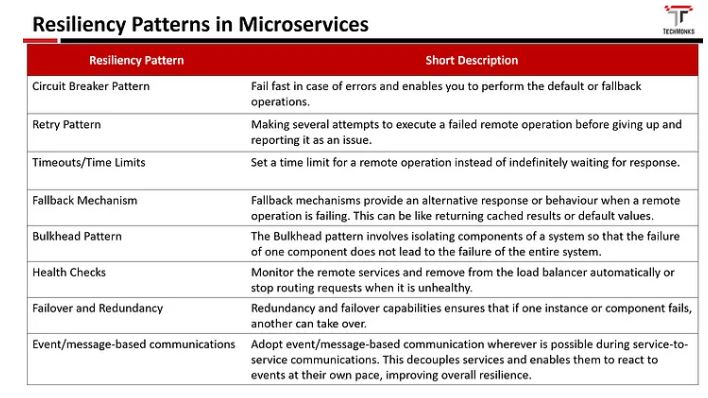 Resiliency Patterns in Microservices
TECHMONKS
Resiliency Pattern
Short Description
Circuit Breaker Pattern
Fail fast in case of errors and enables you to perform the default or fallback
operations.
Retry Pattern
Making several attempts to execute a failed remote operation before giving up and
reporting it as an issue.
Timeouts/Time Limits
Set a time limit for a remote operation instead of indefinitely waiting for response.
Fallback Mechanism
Fallback mechanisms provide an alternative response or behaviour when a remote
operation is failing. This can be like returning cached results or default values.
Bulkhead Pattern
The Bulkhead pattern involves isolating components of a system so that the failure
of one component does not lead to the failure of the entire system.
Health Checks
Monitor the remote services and remove from the load balancer automatically or
stop routing requests when it is unhealthy.
Failover and Redundancy
Redundancy and failover capabilities ensures that if one instance or component fails,
another can take over.
Event/message-based communications
Adopt event/message-based communication wherever is possible during service-to-
service communications. This decouples services and enables them to react to
events at their own pace, improving overall resilience.